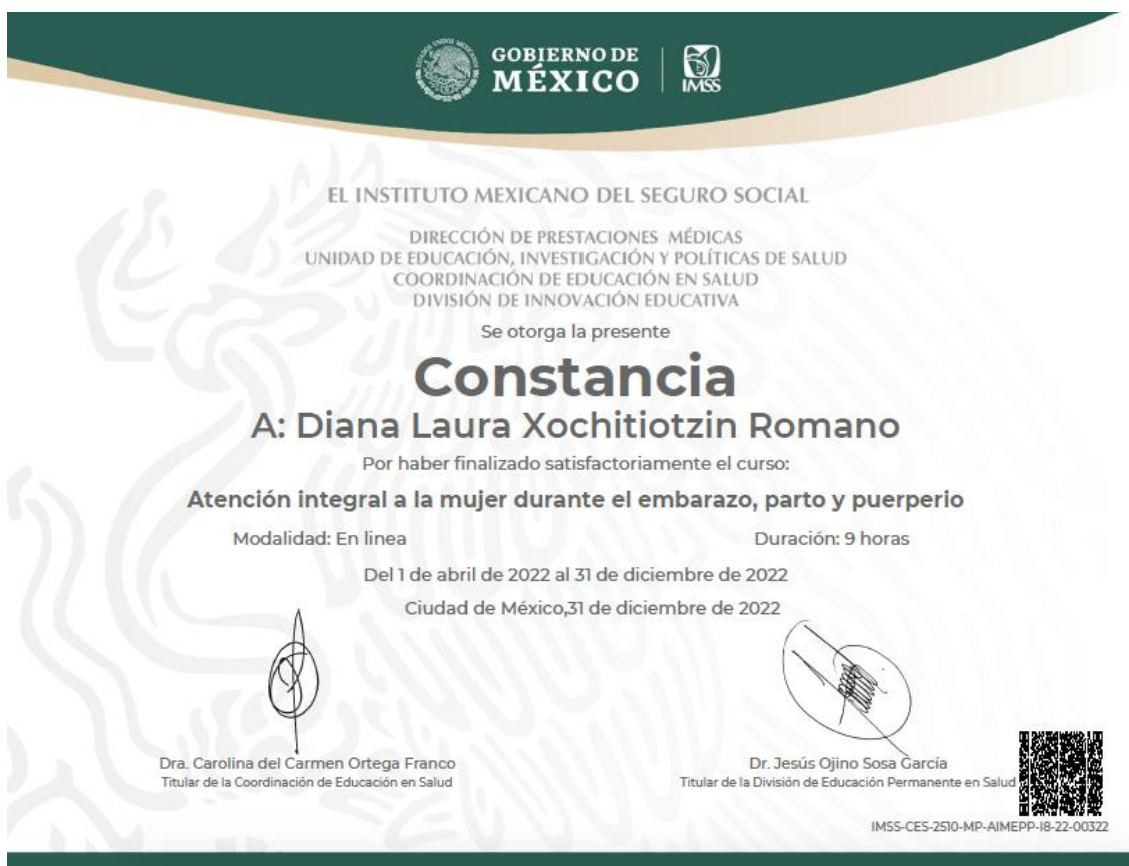 GOBIERNO DE
MÉXICO
IMSS
EL INSTITUTO MEXICANO DEL SEGURO SOCIAL
DIRECCIÓN DE PRESTACIONES MÉDICAS
UNIDAD DE EDUCACIÓN, INVESTIGACIÓN Y POLÍTICAS DE SALUD
COORDINACIÓN DE EDUCACIÓN EN SALUD
DIVISIÓN DE INNOVACIÓN EDUCATIVA
Se otorga la presente
Constancia
A: Diana Laura Xochitiotzin Romano
Por haber finalizado satisfactoriamente el curso:
Atención integral a la mujer durante el embarazo, parto y puerperio
Modalidad: En linea Duración: 9 horas
Del 1 de abril de 2022 al 31 de diciembre de 2022
Ciudad de México,31 de diciembre de 2022
Dra. Carolina del Carmen Ortega Franco
Titular de la Coordinación de Educación en Salud
Dr. Jesús Ojino Sosa García
Titular de la División de Educación Permanente en Salud
IMSS-CES-2510-MP-AIMEPP-I8-22-00322